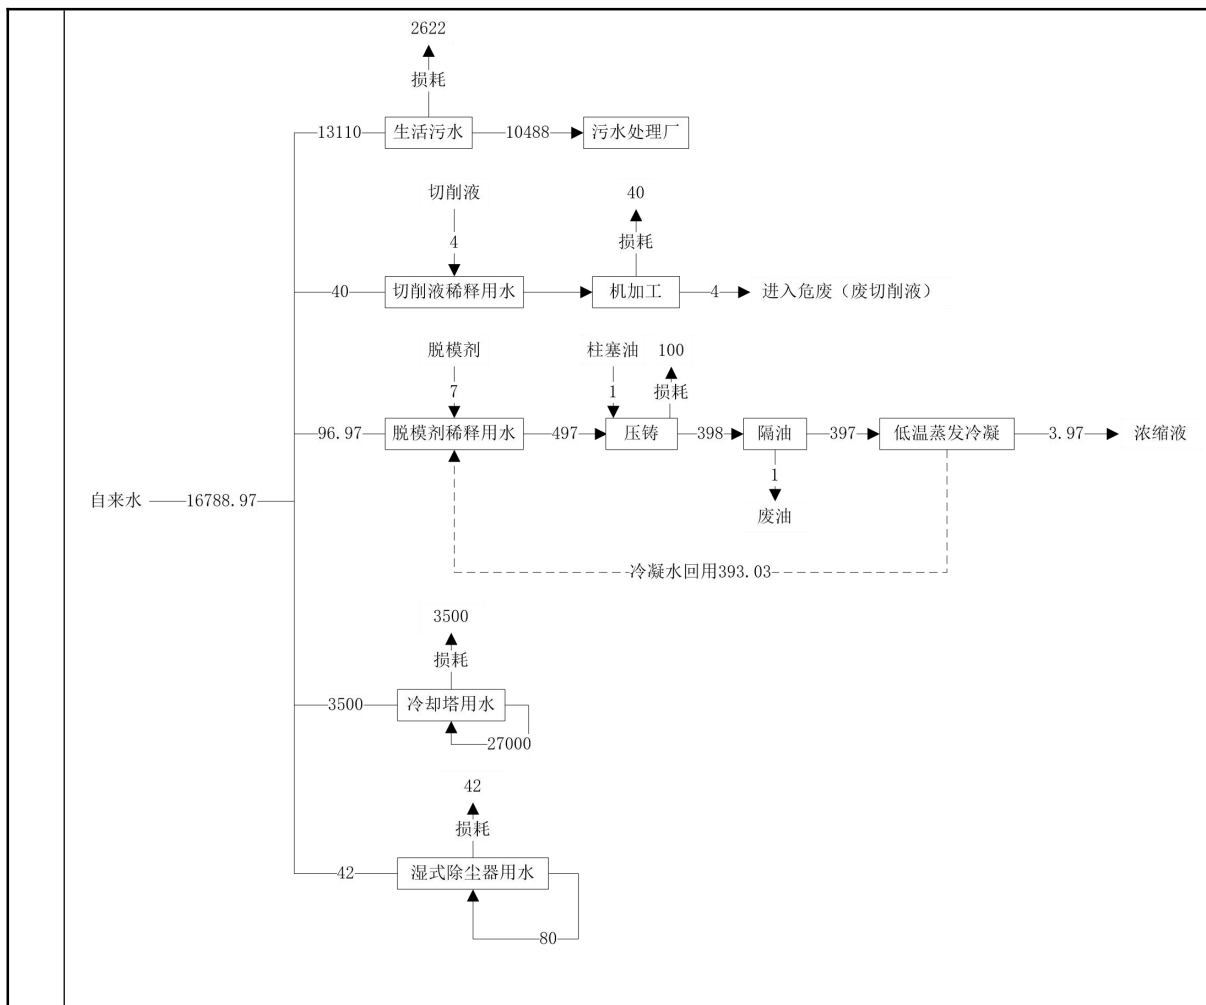 2622
损耗
13110
生活污水
10488
污水处理厂
切削液
40
4
损耗
40
切削液稀释用水
机加工
4
进入危废（废切削液）
脱模剂
柱塞油
100
7
1
损耗
96.97
脱模剂稀释用水
497
压铸
398
隔油
397
低温蒸发冷凝
3.97
浓缩液
1
自来水
16788.97
废油
冷凝水回用393.03
3500
损耗
3500
冷却塔用水
27000
42
损耗
42
湿式除尘器用水
80